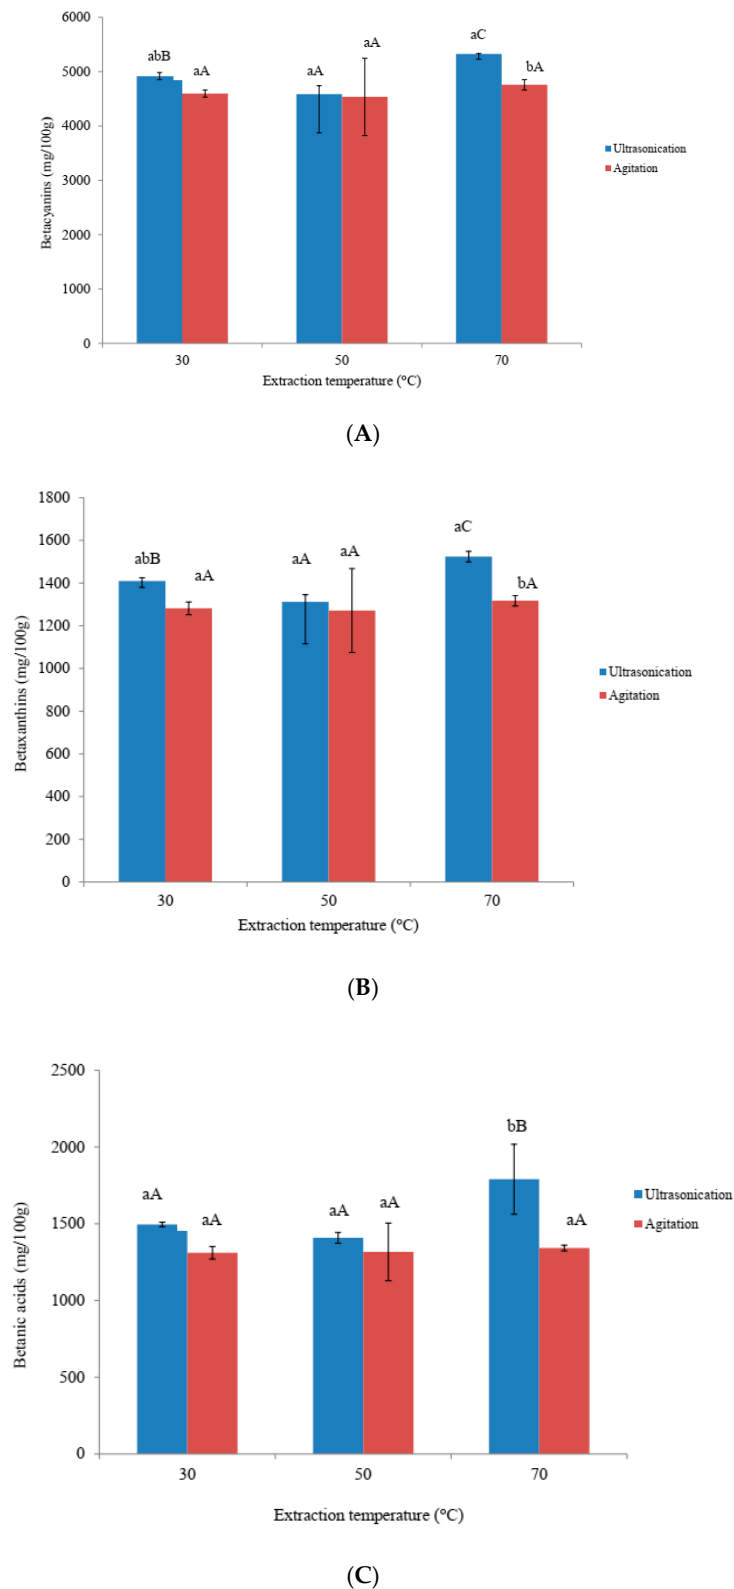 6000
5000
4000
3000
2000
1000
0
Betacyanins (mg/100g)
abB
aA
aA
aA
aC
bA
30
50
70
Extraction temperature (ºC)
Ultrasonication
Agitation
(A)
1800
1600
1400
1200
1000
800
600
400
200
0
Betaxanthins (mg/100g)
abB
aA
aA
aA
aC
bA
30
50
70
Extraction temperature (ºC)
Ultrasonication
Agitation
(B)
2500
2000
1500
1000
500
0
Betanic acids (mg/100g)
aA
aA
aA
aA
bB
aA
30
50
70
Extraction temperature (ºC)
Ultrasonication
Agitation
(C)